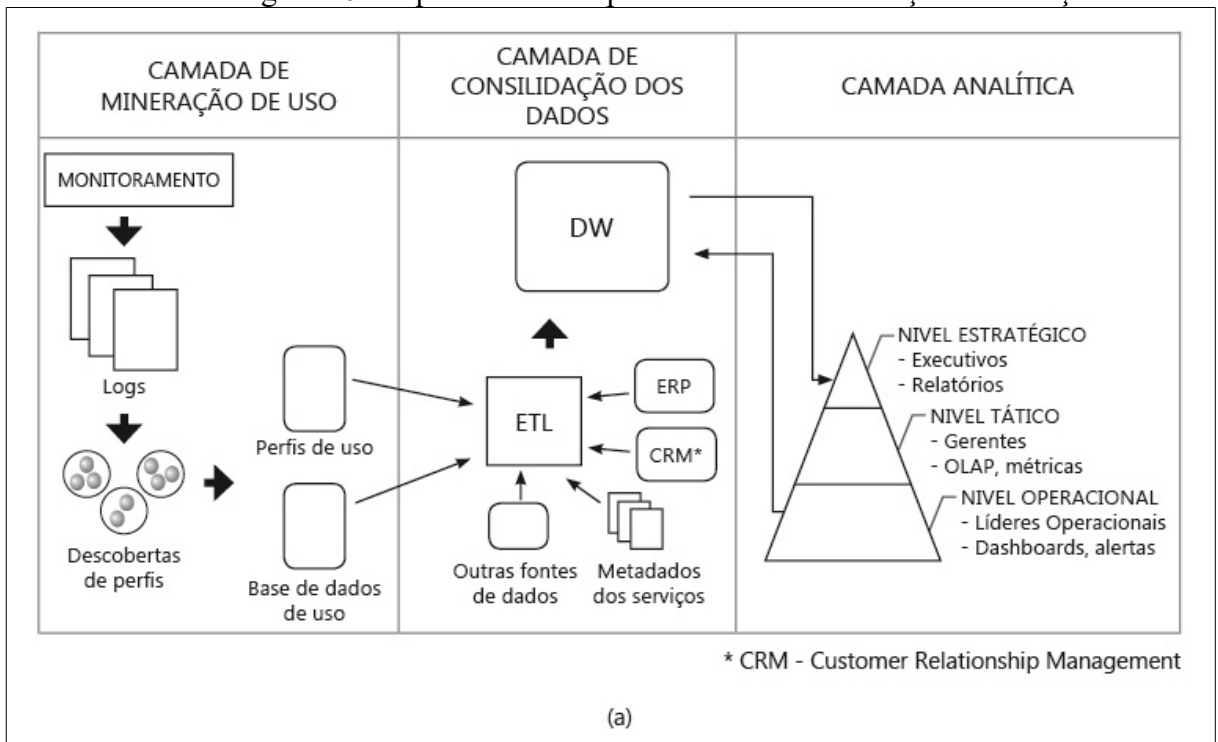 CAMADA DE
MINERAÇÃO DE USO
CAMADA DE
CONSILIDAÇÃO DOS
DADOS
CAMADA ANALÍTICA
MONITORAMENTO
Logs
Descobertas
de perfis
Perfis de uso
Base de dados
de uso
DW
ETL
ERP
CRM*
Outras fontes
de dados
Metadados
dos serviços
NIVEL ESTRATÉGICO
- Executivos
- Relatórios
NIVEL TÁTICO
- Gerentes
- OLAP, métricas
NIVEL OPERACIONAL
- Líderes Operacionais
- Dashboards, alertas
* CRM - Customer Relationship Management
(a)